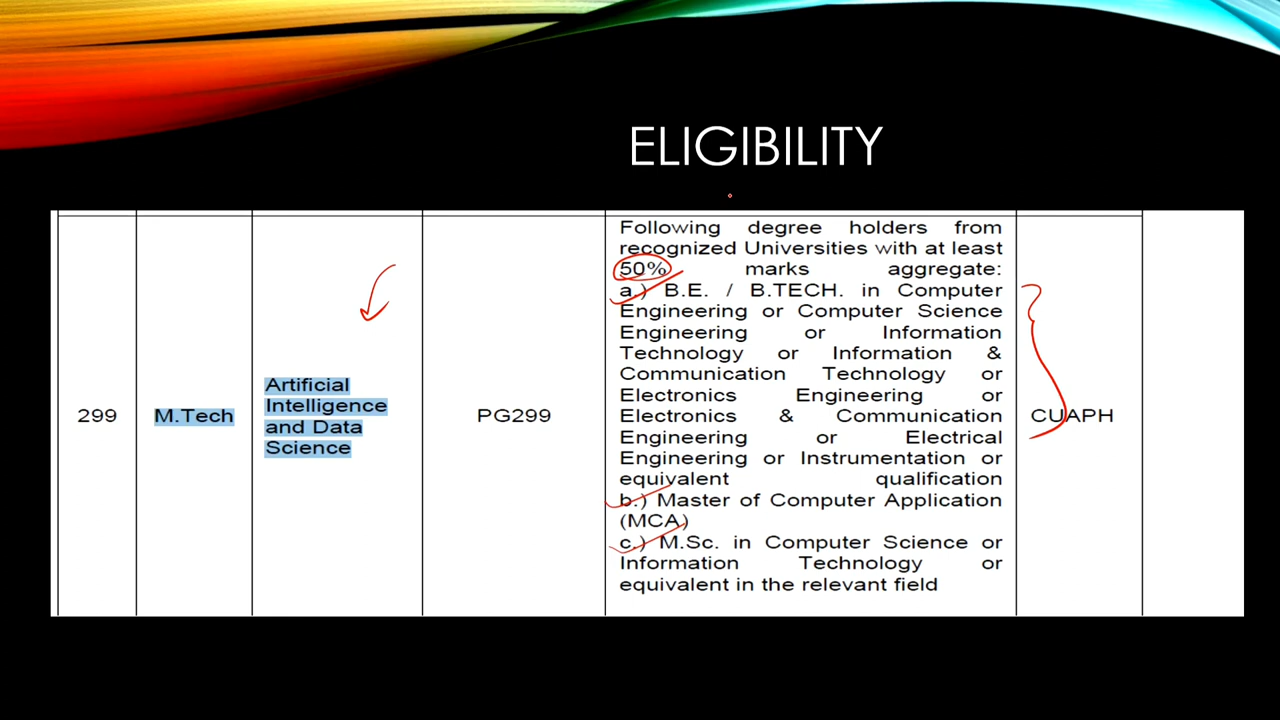 ELIGIBILITY
299
M.Tech
Artificial
Intelligence
and Data
Science
PG299
Following degree holders from
recognized Universities with at least
50% marks aggregate:
a.) B.E. / B.TECH. in Computer
Engineering or Computer Science
Engineering or Information
Technology or Information &
Communication Technology or
Electronics Engineering or
Electronics & Communication
Engineering or Electrical
Engineering or Instrumentation or
equivalent qualification
b.) Master of Computer Application
(MCA)
c.) M.Sc. in Computer Science or
Information Technology or
equivalent in the relevant field
CUAPH